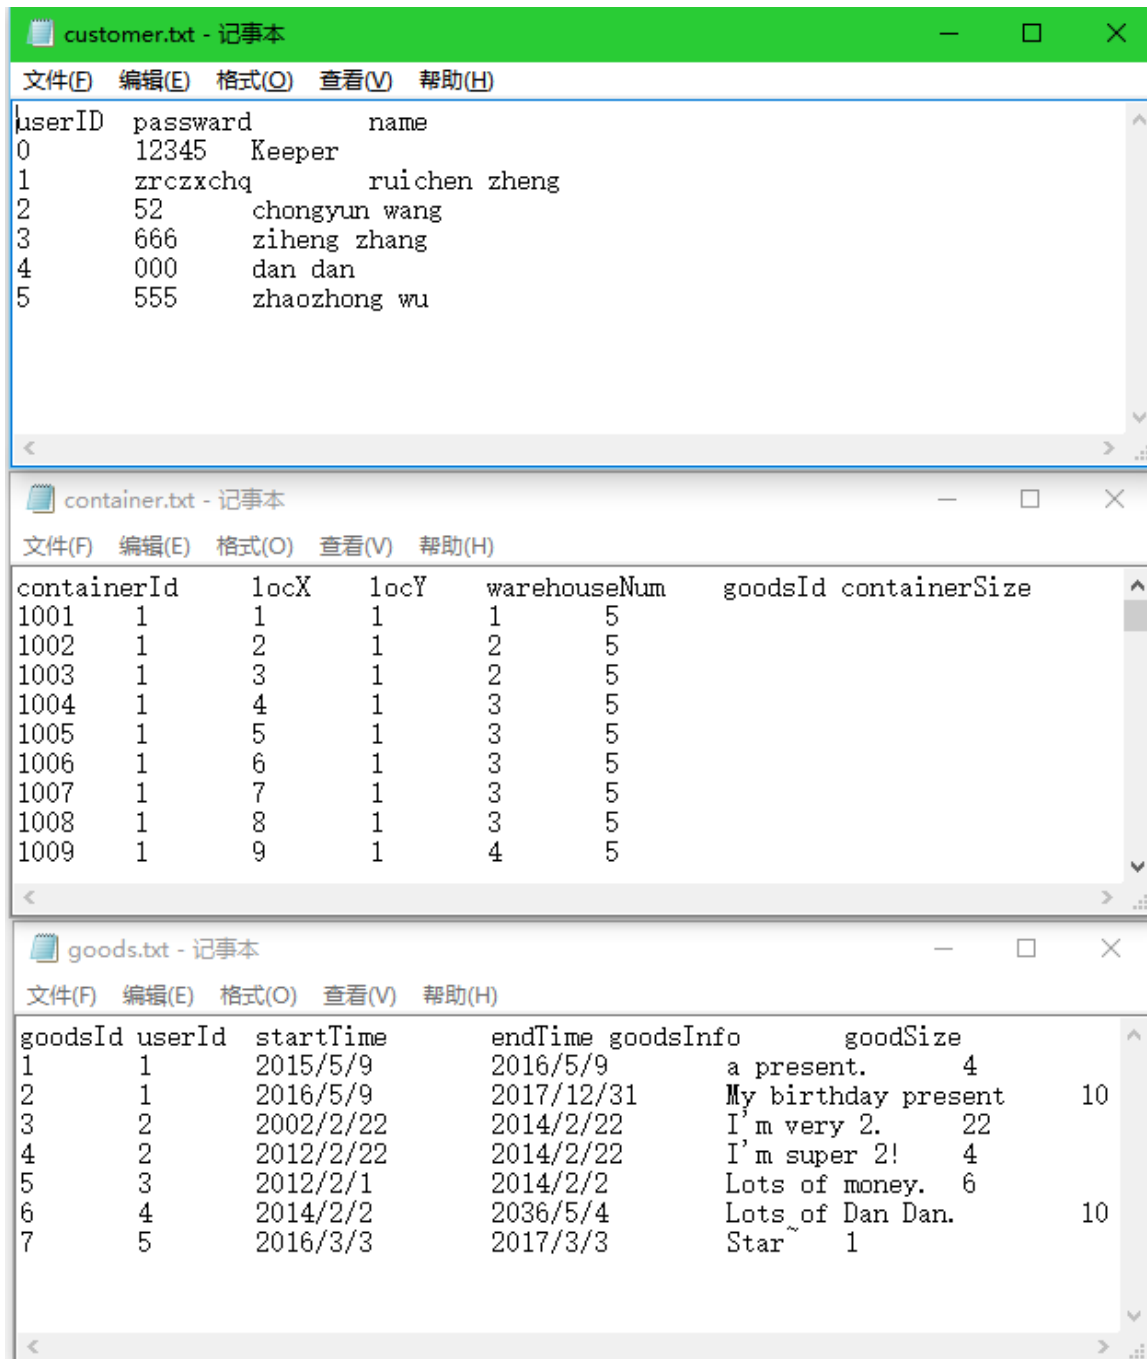 customer.txt - 记事本
文件(F) 编辑(E) 格式(O) 查看(V) 帮助(H)
userID passward name
0 12345 Keeper
1 zrczxchq ruichen zheng
2 52 chongyun wang
3 666 ziheng zhang
4 000 dan dan
5 555 zhaozhong wu
container.txt - 记事本
文件(F) 编辑(E) 格式(O) 查看(V) 帮助(H)
containerId locX locY warehouseNum goodsId containerSize
1001 1 1 1 1 5
1002 1 2 1 2 5
1003 1 3 1 2 5
1004 1 4 1 3 5
1005 1 5 1 3 5
1006 1 6 1 3 5
1007 1 7 1 3 5
1008 1 8 1 3 5
1009 1 9 1 4 5
goods.txt - 记事本
文件(F) 编辑(E) 格式(O) 查看(V) 帮助(H)
goodsId userId startTime endTime goodsInfo goodSize
1 1 2015/5/9 2016/5/9 a present. 4
2 1 2016/5/9 2017/12/31 My birthday present 10
3 2 2002/2/22 2014/2/22 I'm very 2. 22
4 2 2012/2/22 2014/2/22 I'm super 2! 4
5 3 2012/2/1 2014/2/2 Lots of money. 6
6 4 2014/2/2 2036/5/4 Lots of Dan Dan. 10
7 5 2016/3/3 2017/3/3 Star~ 1